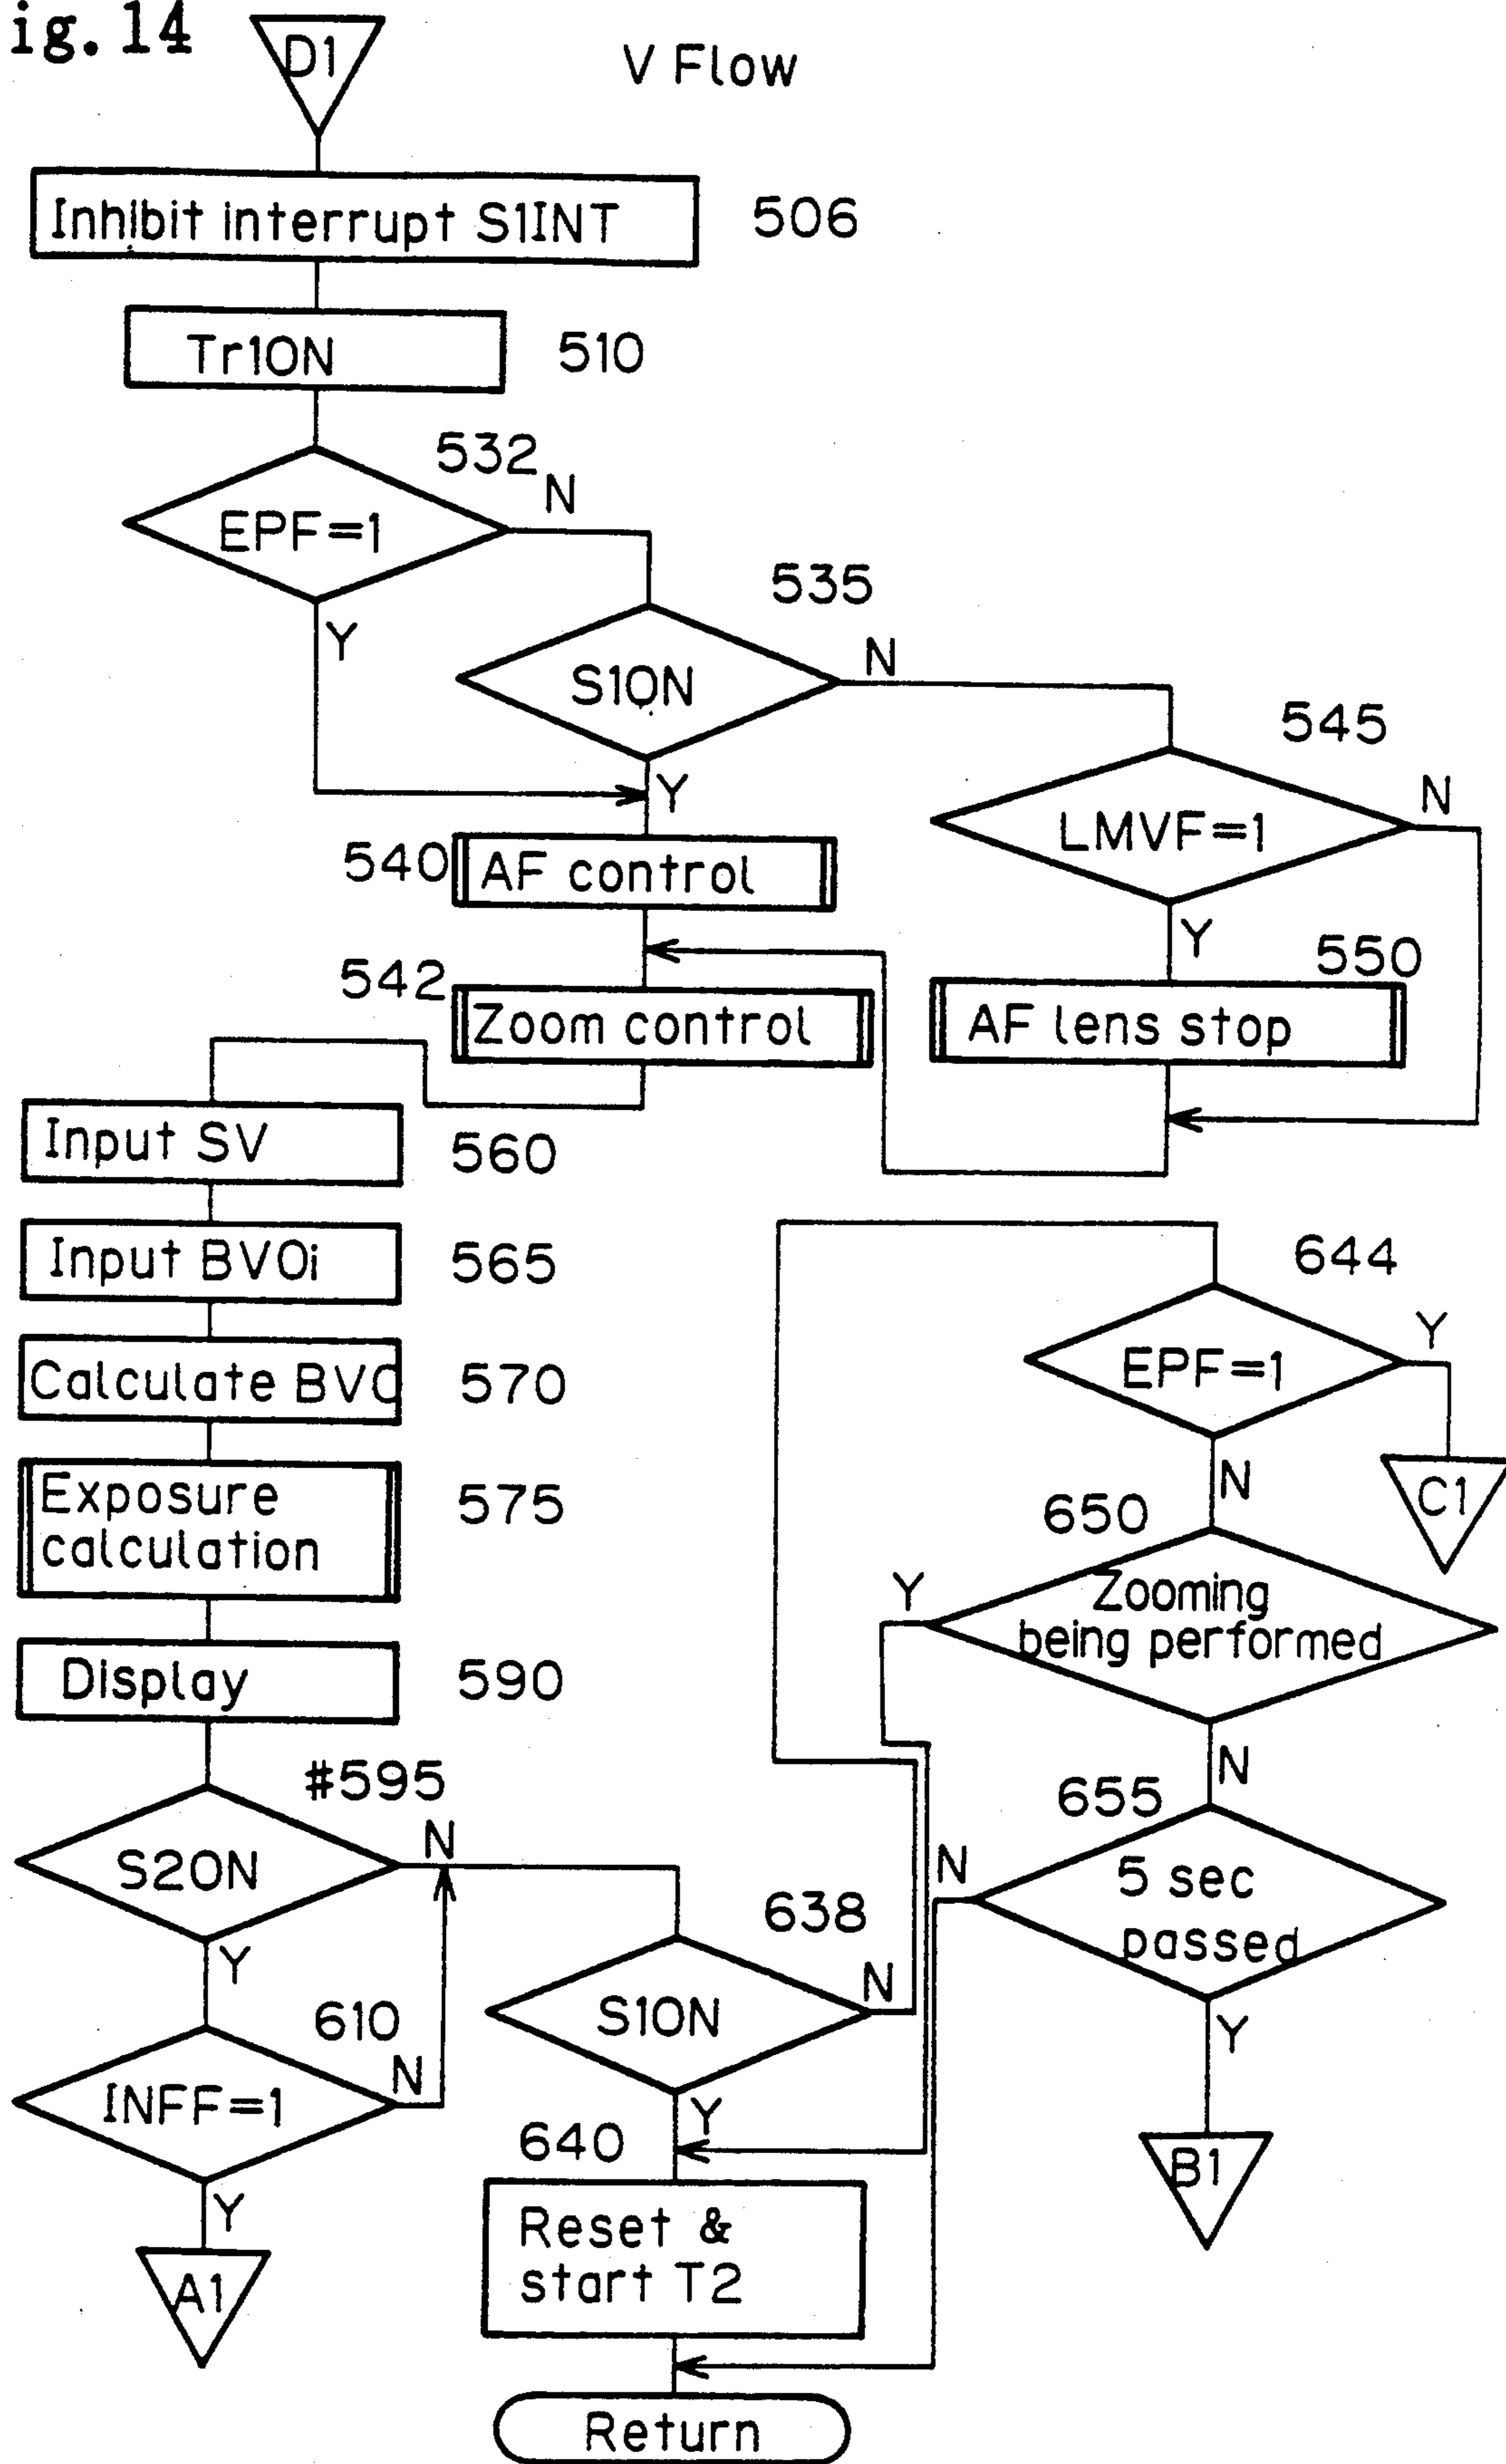 ig. 14
D1
V Flow
Inhibit interrupt S1INT
506
Tr1ON
510
532
N
EPF=1
Y
535
S1ON
N
Y
545
LMVF=1
N
Y
540
AF control
550
AF lens stop
542
Zoom control
Input SV
560
Input BVOi
565
Calculate BVO
570
Exposure
calculation
575
Display
590
#595
S2ON
N
Y
610
INFF=1
N
Y
A1
638
S1ON
N
Y
640
Reset &
start T2
Return
644
EPF=1
Y
C1
N
650
Zooming
being performed
Y
N
655
5 sec
passed
N
Y
B1